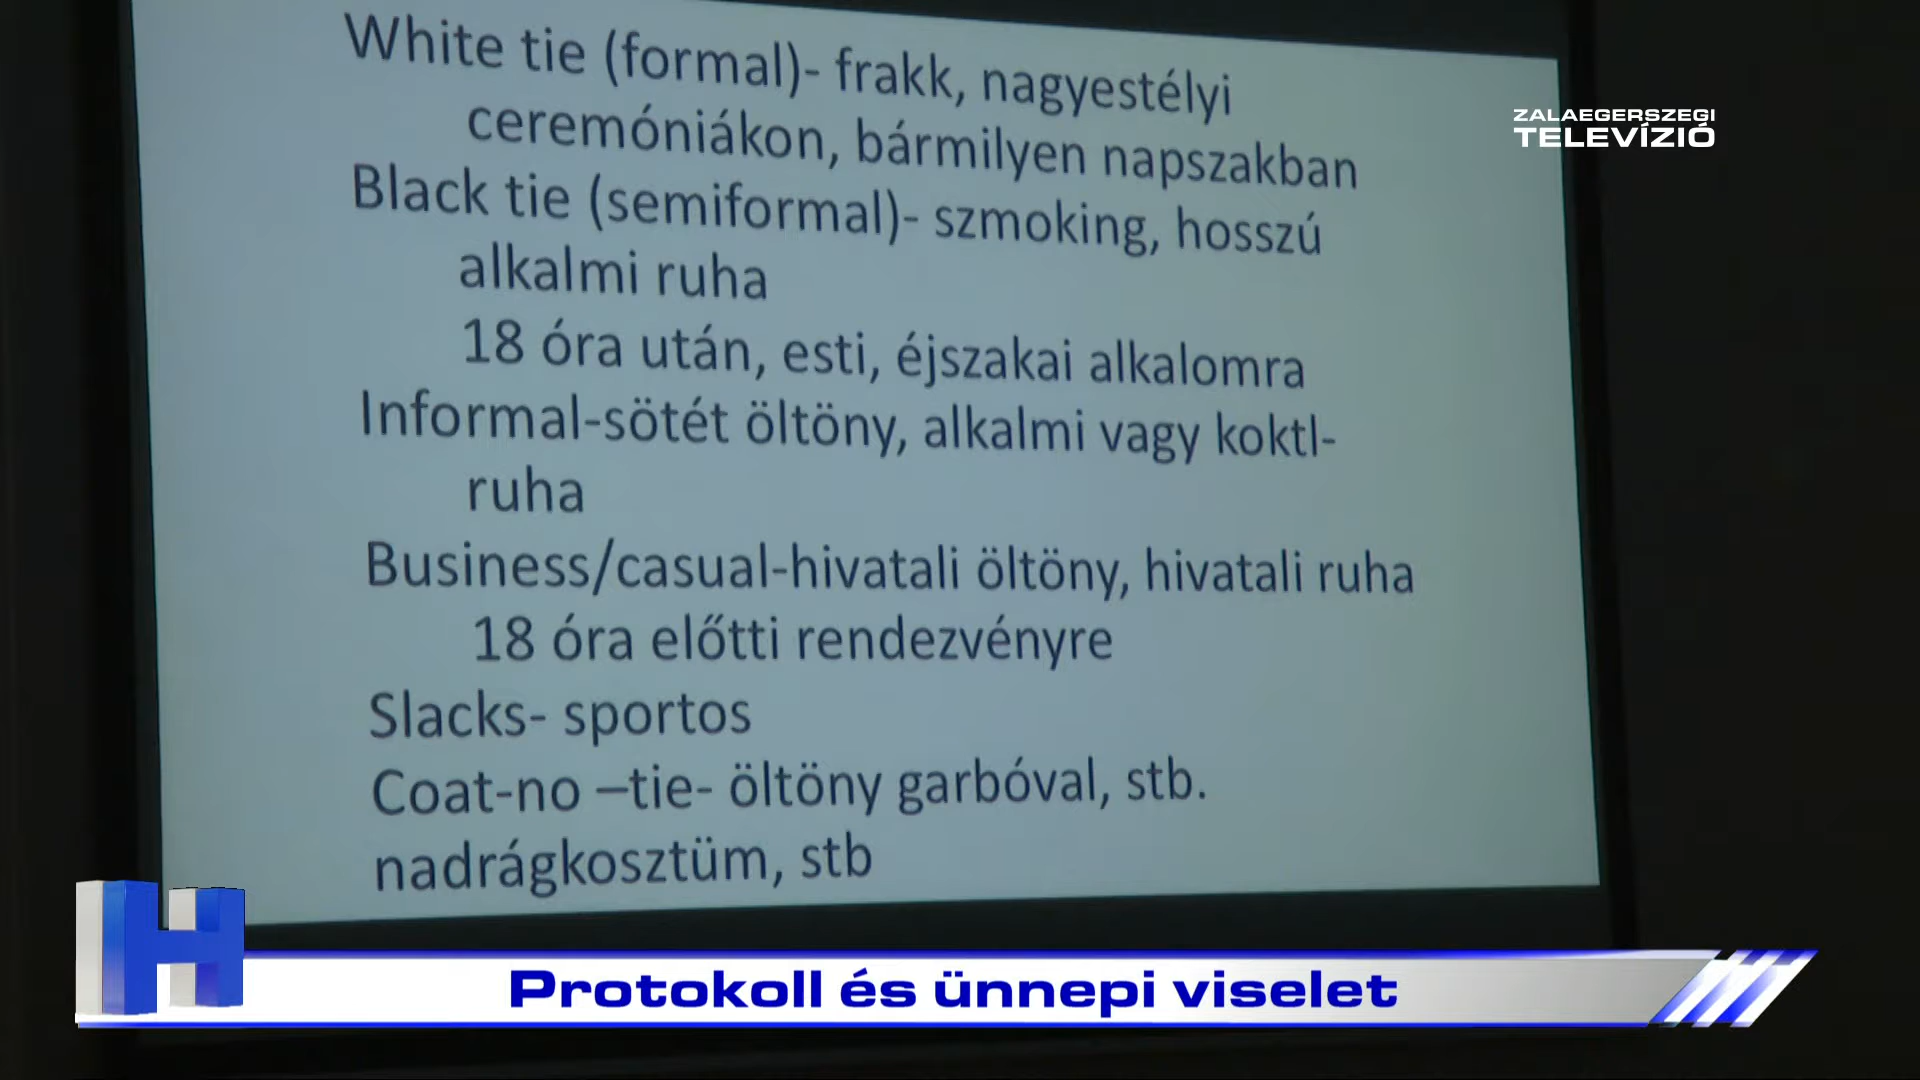 White tie (formal)- frakk, nagyestélyi
ceremóniákon, bármilyen napszakban
Black tie (semiformal)- szmoking, hosszú
alkalmi ruha
18 óra után, esti, éjszakai alkalomra
Informal-sötét öltöny, alkalmi vagy koktl-
ruha
Business/casual-hivatali öltöny, hivatali ruha
18 óra előtti rendezvényre
Slacks- sportos
Coat-no –tie- öltöny garbóval, stb.
nadrágkosztüm, stb
ZALAEGERSZEGI
TELEVÍZIÓ
H
Protokoll és ünnepi viselet